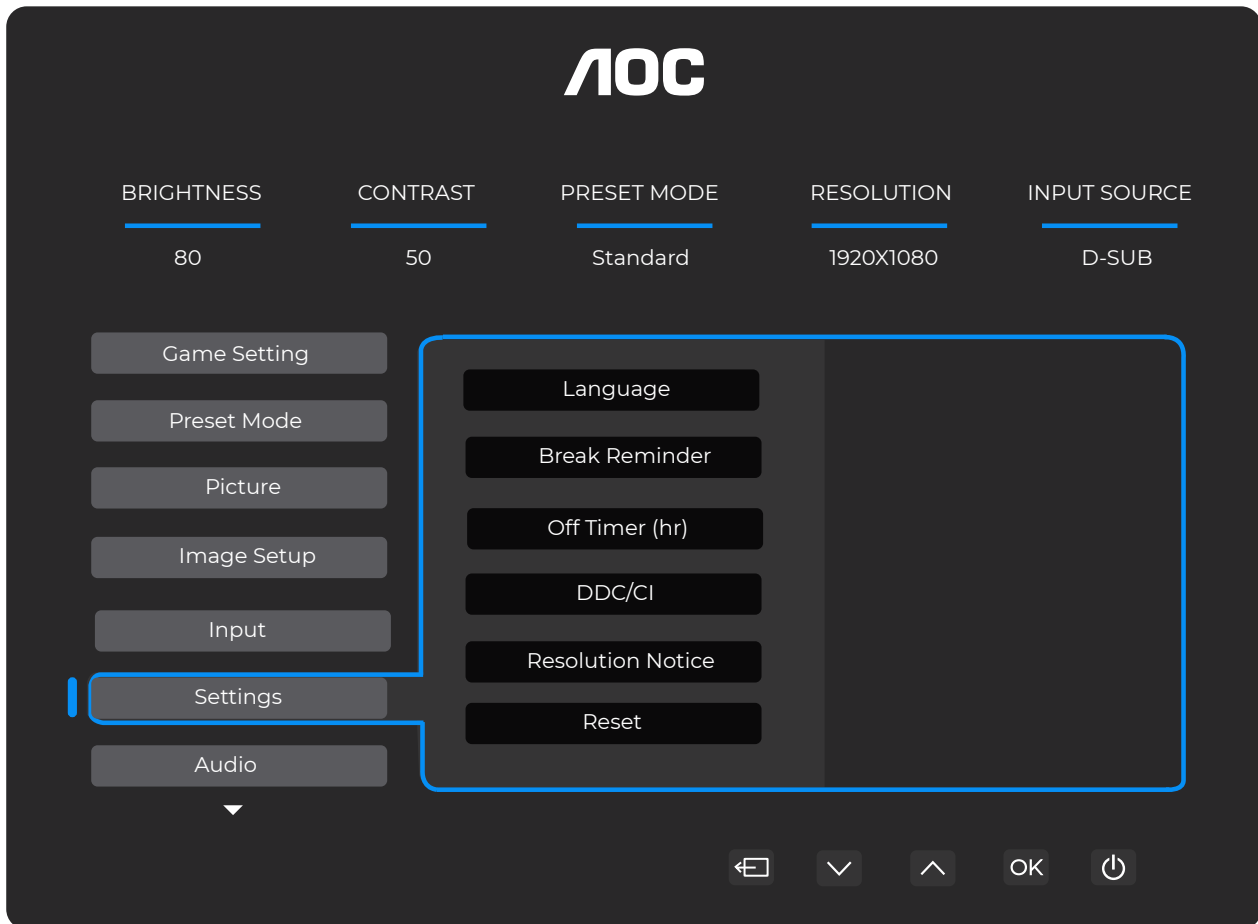 AOC
BRIGHTNESS CONTRAST PRESET MODE RESOLUTION INPUT SOURCE
80 50 Standard 1920X1080 D-SUB
Game Setting
Preset Mode
Picture
Image Setup
Input
Settings
Audio
Language
Break Reminder
Off Timer (hr)
DDC/CI
Resolution Notice
Reset
OK